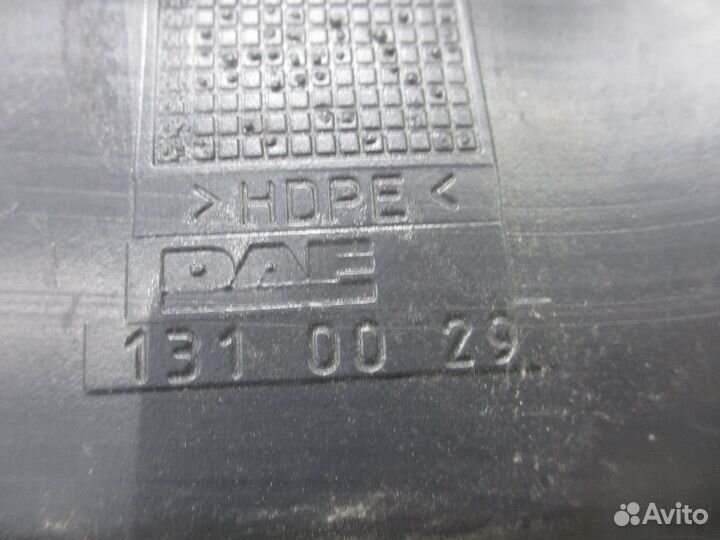 >HDPE<
DAF
131 00 29
Avito